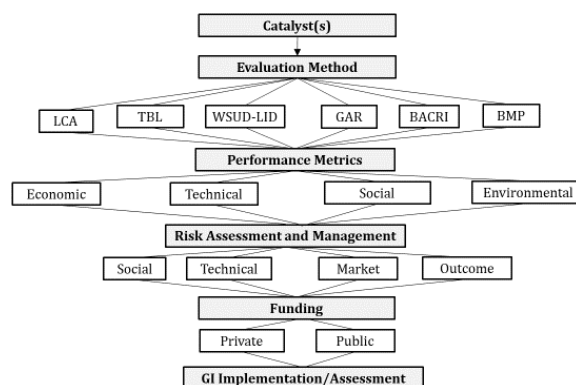 Catalyst(s)
Evaluation Method
LCA TBL WSUD-LID GAR BACRI BMP
Performance Metrics
Economic Technical Social Environmental
Risk Assessment and Management
Social Technical Market Outcome
Funding
Private Public
GI Implementation/Assessment